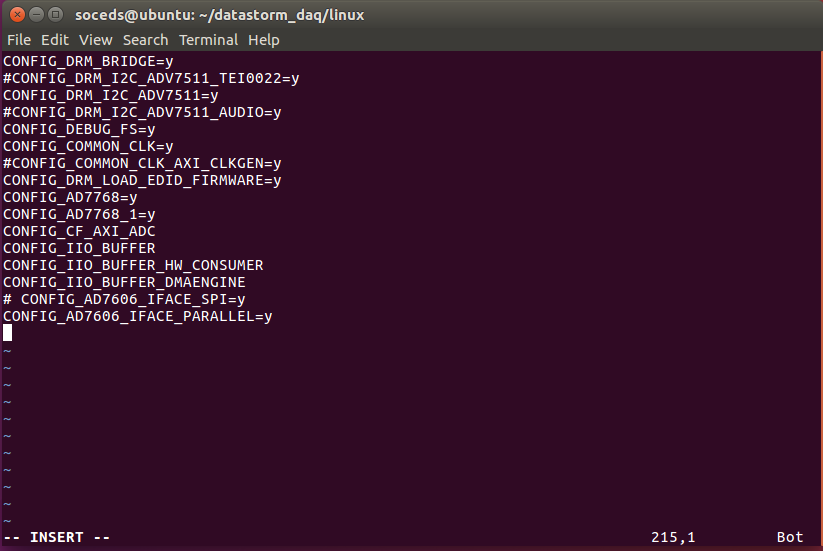 soceds@ubuntu: ~/datastorm_daq/linux
File Edit View Search Terminal Help
CONFIG_DRM_BRIDGE=y
#CONFIG_DRM_I2C_ADV7511_TEI0022=y
CONFIG_DRM_I2C_ADV7511=y
#CONFIG_DRM_I2C_ADV7511_AUDIO=y
CONFIG_DEBUG_FS=y
CONFIG_COMMON_CLK=y
#CONFIG_COMMON_CLK_AXI_CLKGEN=y
CONFIG_DRM_LOAD_EDID_FIRMWARE=y
CONFIG_AD7768=y
CONFIG_AD7768_1=y
CONFIG_CF_AXI_ADC
CONFIG_IIO_BUFFER
CONFIG_IIO_BUFFER_HW_CONSUMER
CONFIG_IIO_BUFFER_DMAENGINE
# CONFIG_AD7606_IFACE_SPI=y
CONFIG_AD7606_IFACE_PARALLEL=y
~
~
~
~
~
~
~
~
~
~
~
-- INSERT -- 215,1 Bot